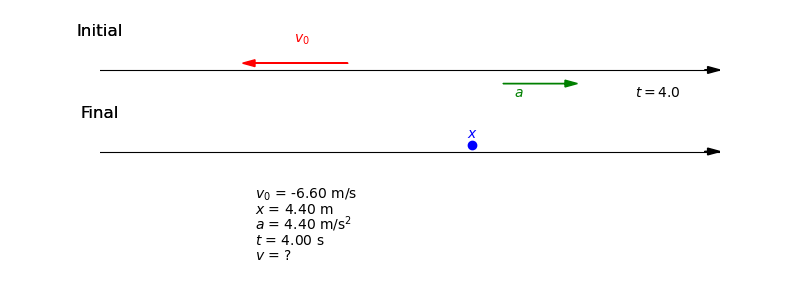 Initial
v₀
a
t = 4.0
Final
x
v₀ = -6.60 m/s
x = 4.40 m
a = 4.40 m/s²
t = 4.00 s
v = ?